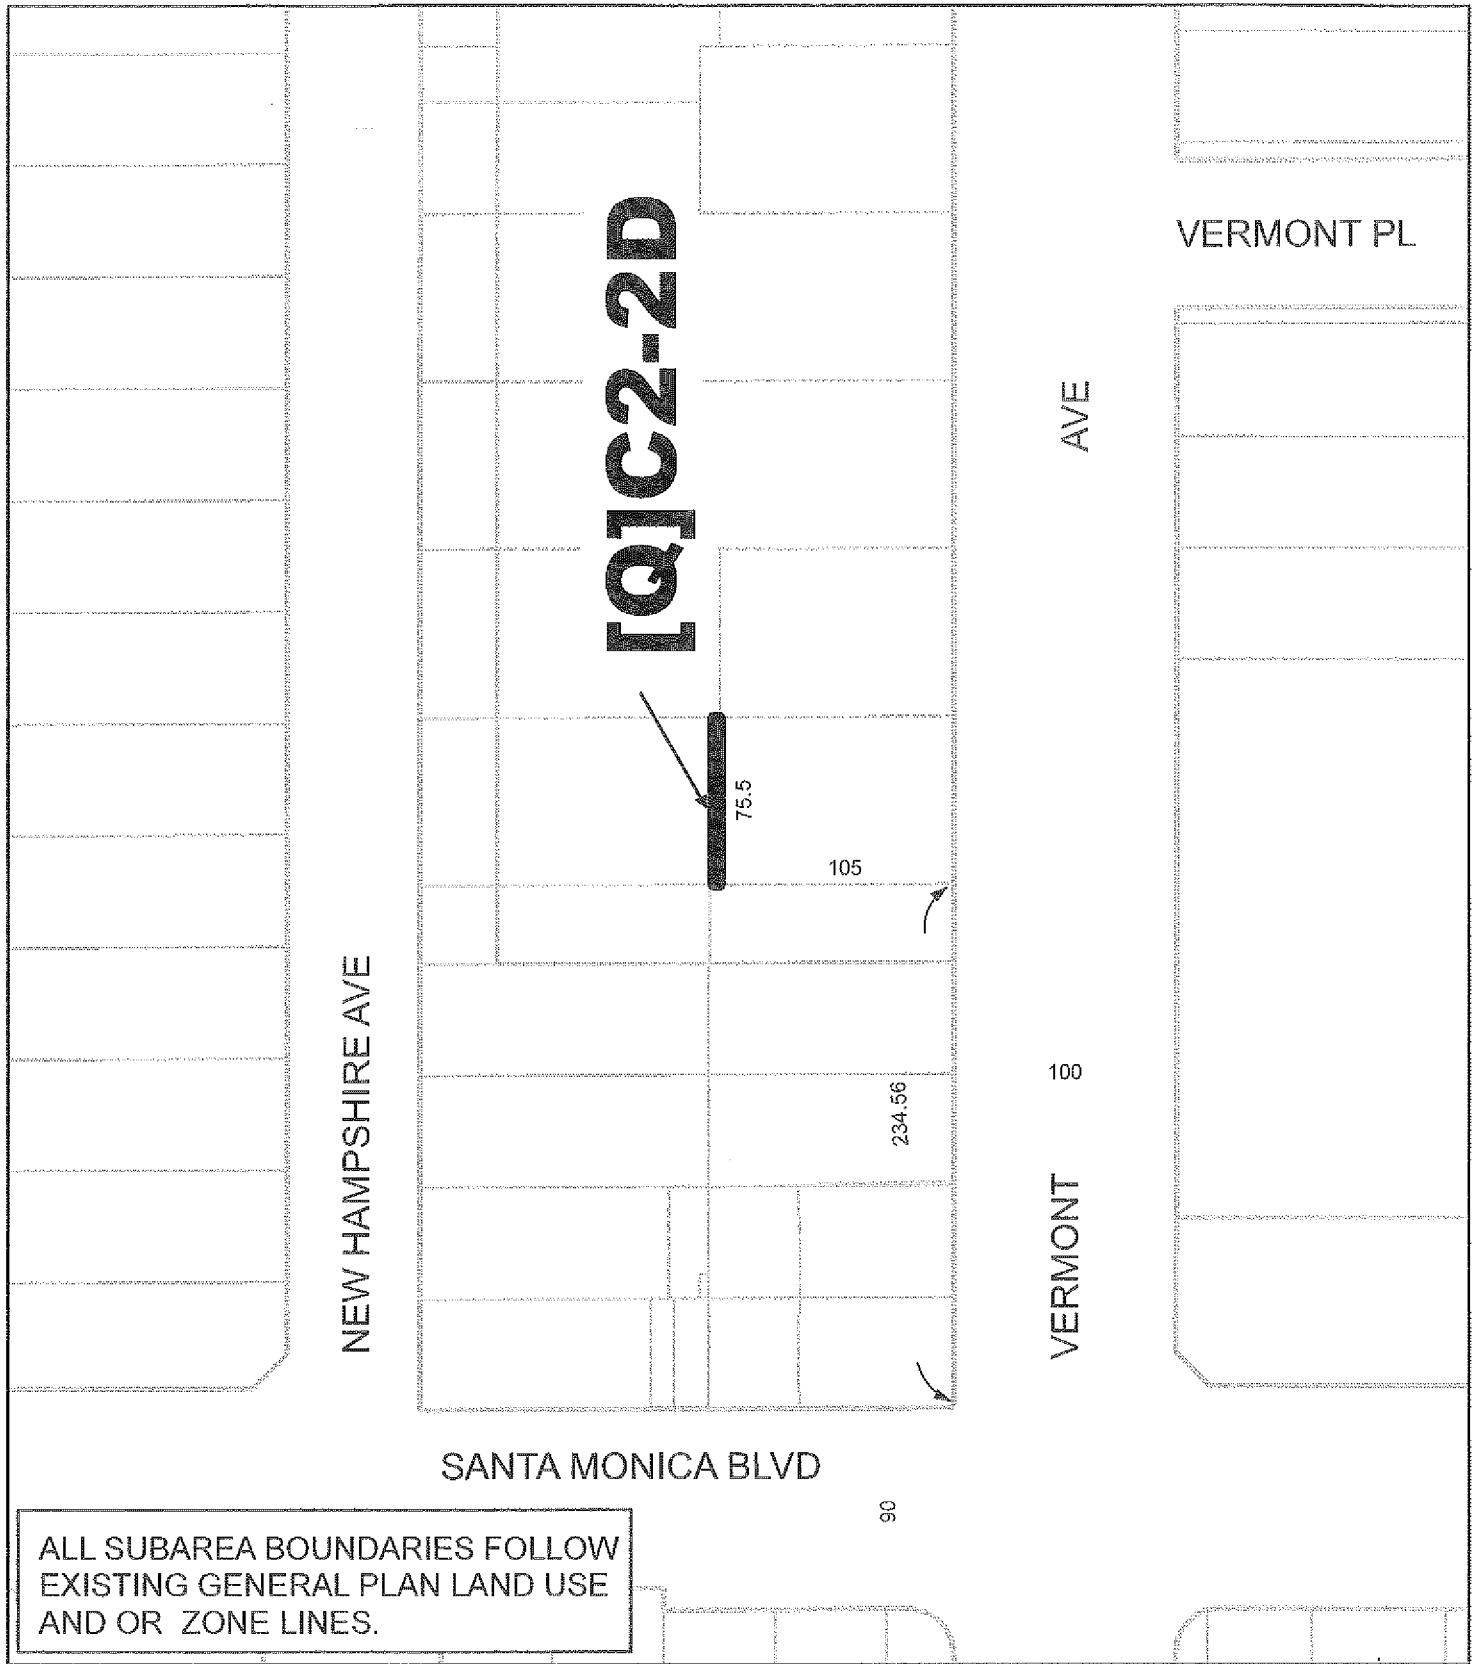 VERMONT PL
[Q]C2-2D
AVE
75.5
105
NEW HAMPSHIRE AVE
100
234.56
VERMONT
SANTA MONICA BLVD
90
ALL SUBAREA BOUNDARIES FOLLOW
EXISTING GENERAL PLAN LAND USE
AND OR ZONE LINES.